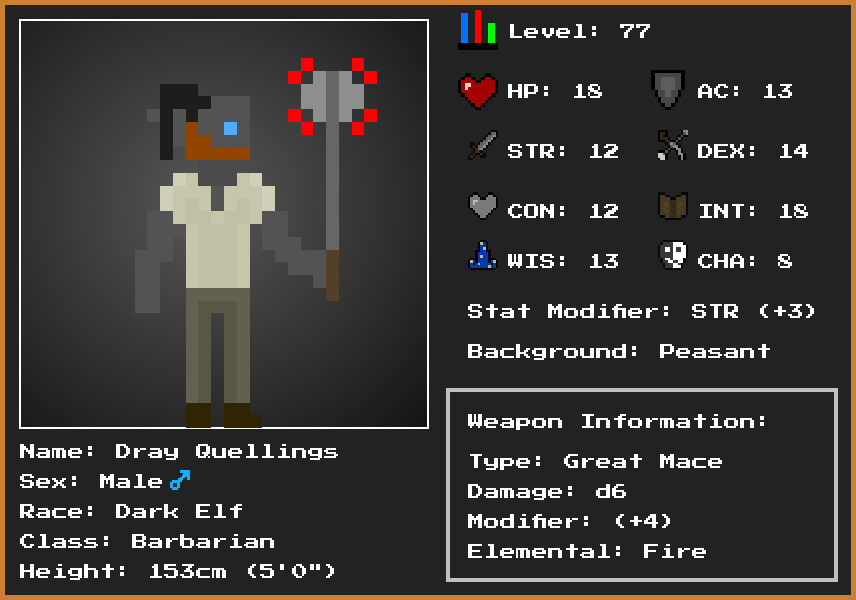 Level: 77
HP: 18 AC: 13
STR: 12 DEX: 14
CON: 12 INT: 18
WIS: 13 CHA: 8
Stat Modifier: STR (+3)
Background: Peasant
Weapon Information:
Type: Great Mace
Damage: d6
Modifier: (+4)
Elemental: Fire
Name: Dray Quellings
Sex: Male ♂
Race: Dark Elf
Class: Barbarian
Height: 153cm (5'0")